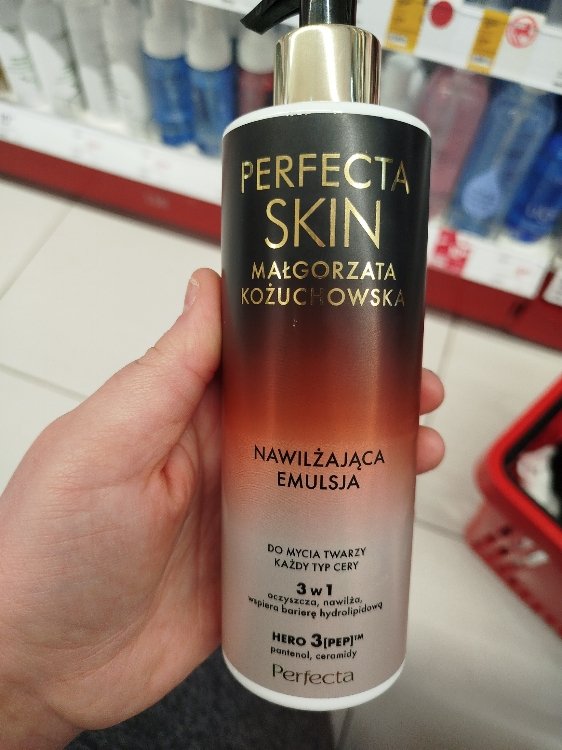 PERFECTA
SKIN
MAŁGORZATA
KOŻUCHOWSKA
NAWILŻAJĄCA
EMULSJA
DO MYCIA TWARZY
KAŻDY TYP CERY
3 w 1
oczyszcza, nawilża,
wspiera barierę hydrolipidową
HERO 3[PEP]™
pantenol, ceramidy
Perfecta